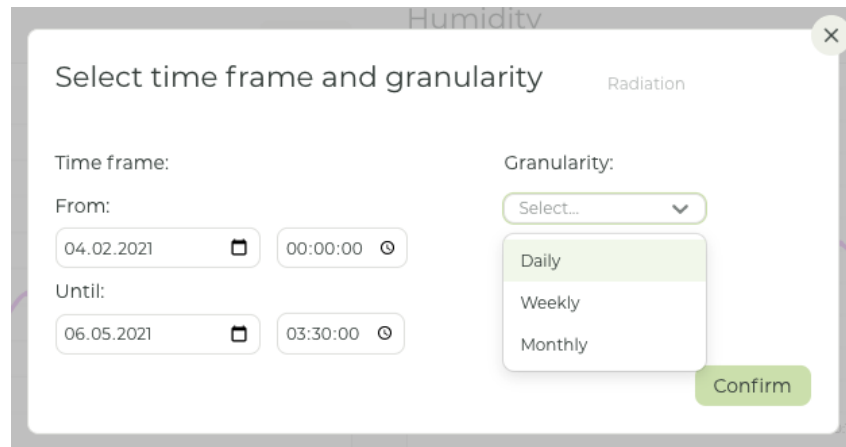 Humidity
Select time frame and granularity
Radiation
Time frame:
From:
04.02.2021 00:00:00
Until:
06.05.2021 03:30:00
Granularity:
Select...
Daily
Weekly
Monthly
Confirm